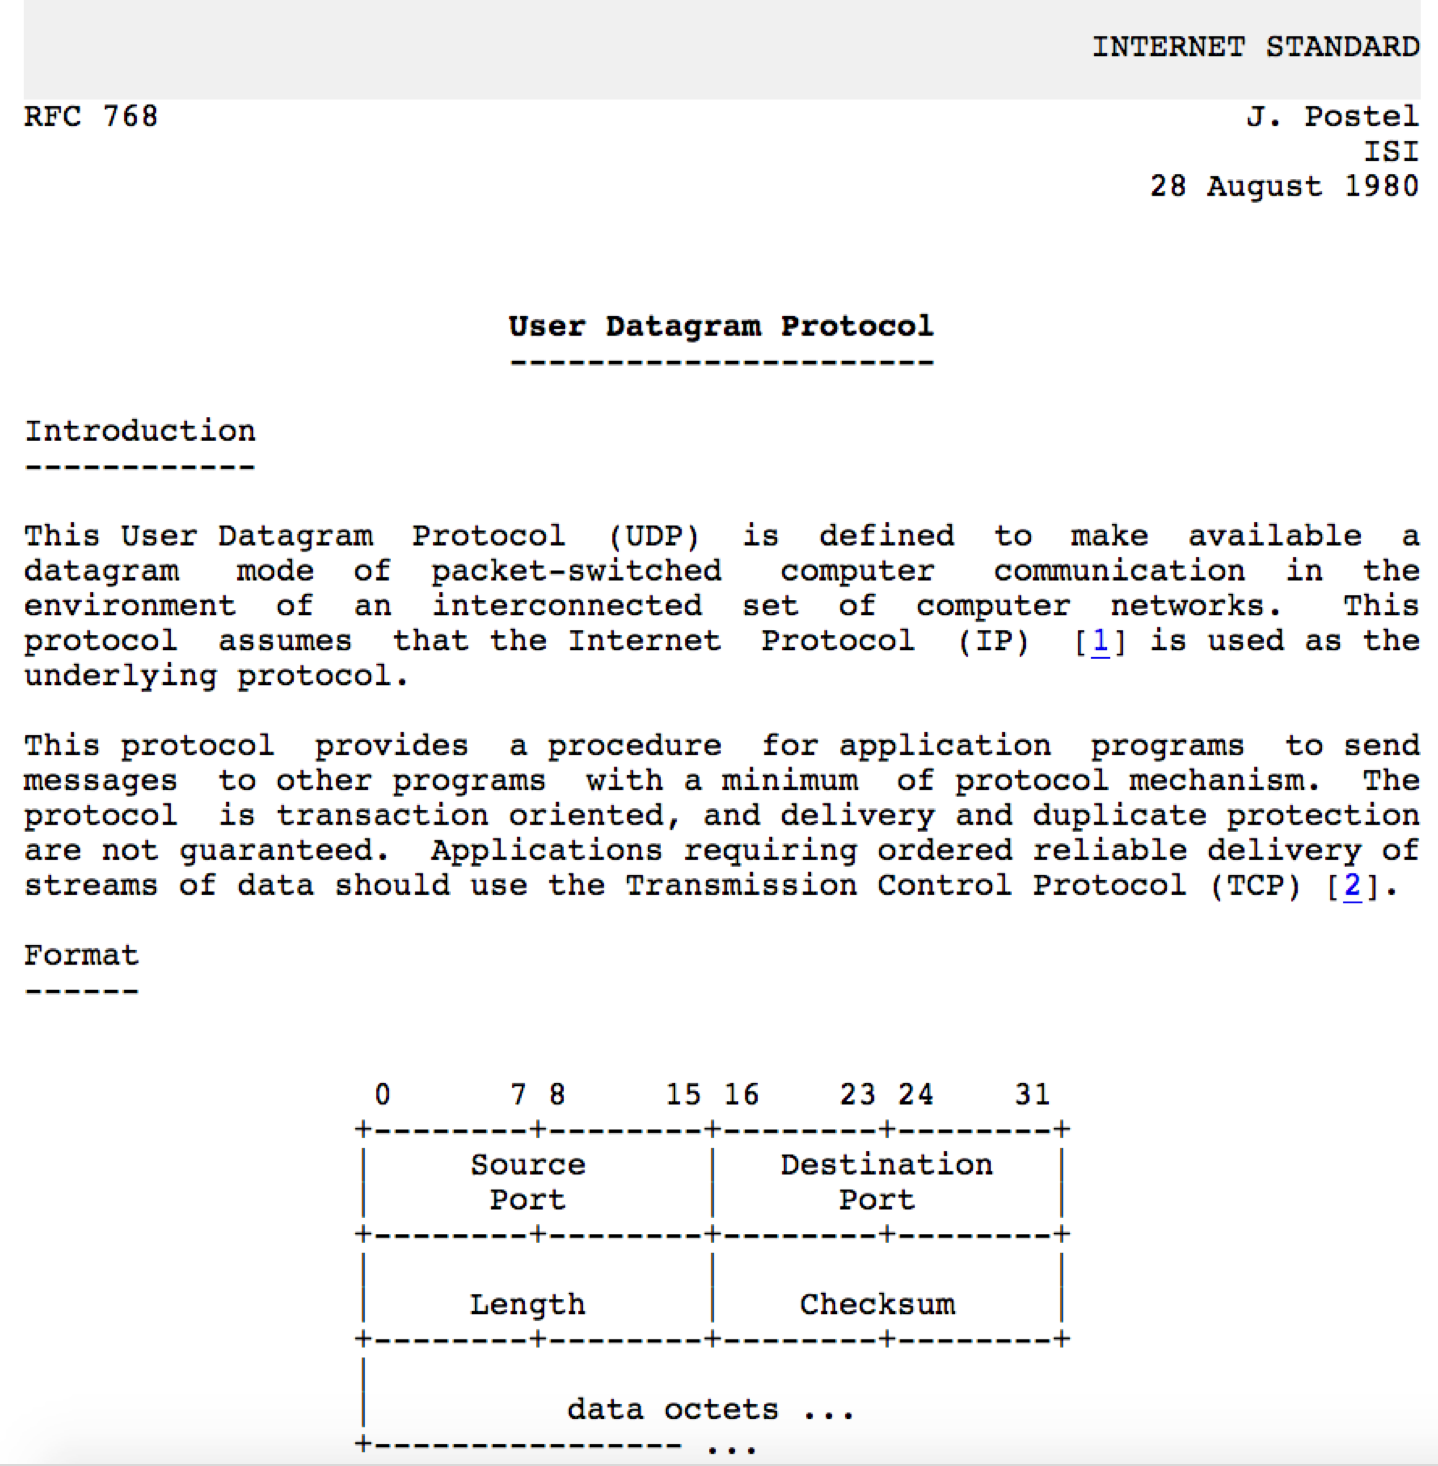 INTERNET STANDARD
RFC 768                                                          J. Postel
                                                                       ISI
                                                            28 August 1980
                         User Datagram Protocol
                         ----------------------
Introduction
------------
This User Datagram  Protocol  (UDP)  is  defined  to  make  available  a
datagram   mode  of  packet-switched   computer   communication  in  the
environment  of  an  interconnected  set  of  computer  networks.   This
protocol  assumes  that the Internet  Protocol  (IP)  [1] is used as the
underlying protocol.
This protocol  provides  a procedure  for application  programs  to send
messages  to other programs  with a minimum  of protocol mechanism.  The
protocol  is transaction oriented, and delivery and duplicate protection
are not guaranteed.  Applications requiring ordered reliable delivery of
streams of data should use the Transmission Control Protocol (TCP) [2].
Format
------
                  0      7 8     15 16    23 24    31
                 +--------+--------+--------+--------+
                 |     Source      |   Destination   |
                 |      Port       |      Port       |
                 +--------+--------+--------+--------+
                 |                 |                 |
                 |     Length      |    Checksum     |
                 +--------+--------+--------+--------+
                 |
                 |          data octets ...
                 +---------------- ...